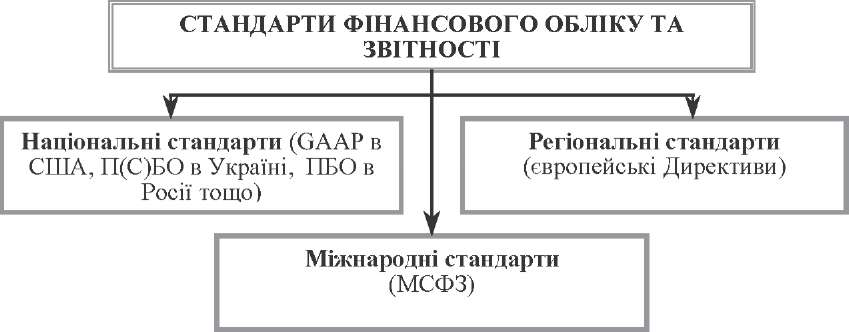 СТАНДАРТИ ФІНАНСОВОГО ОБЛІКУ ТА
ЗВІТНОСТІ
Національні стандарти (GAAP в
США, П(С)БО в Україні, ПБО в
Росії тощо)
Регіональні стандарти
(європейські Директиви)
Міжнародні стандарти
(МСФЗ)